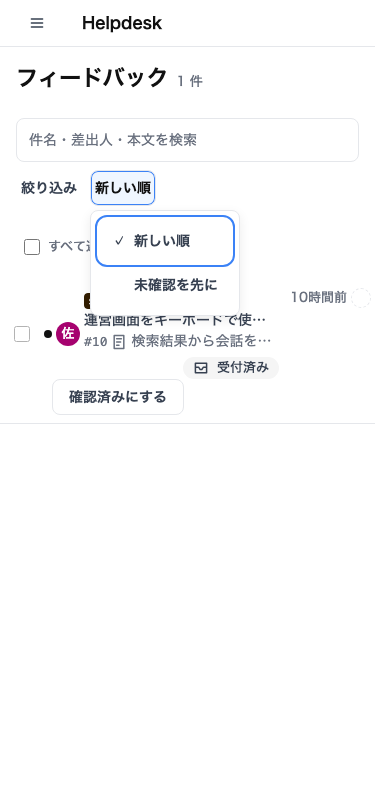 Helpdesk
フィードバック 1 件
件名・差出人・本文を検索
絞り込み 新しい順
✓ 新しい順
すべて
未確認を先に
10時間前
運営画面をキーボードで使…
佐
#10 検索結果から会話を…
受付済み
確認済みにする